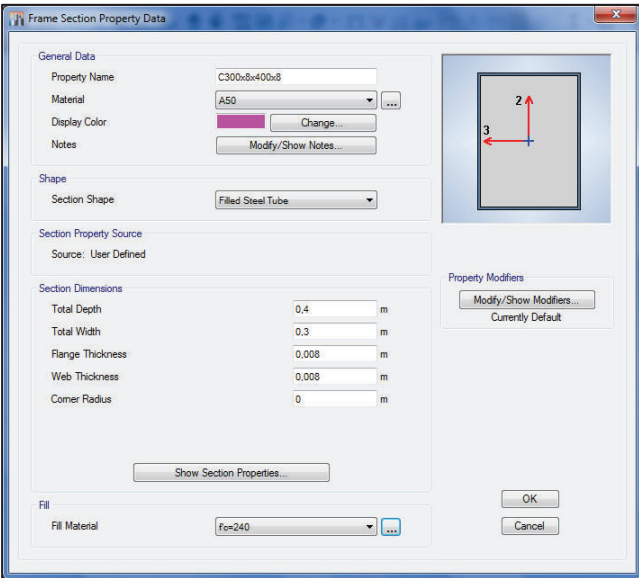 Frame Section Property Data
General Data
Property Name C300x8x400x8
Material A50 ...
Display Color Change...
Notes Modify/Show Notes...
Shape
Section Shape Filled Steel Tube
Section Property Source
Source: User Defined
Section Dimensions
Total Depth 0,4 m
Total Width 0,3 m
Flange Thickness 0,008 m
Web Thickness 0,008 m
Corner Radius 0 m
Show Section Properties...
Fill
Fill Material f'c=240 ...
2
3
Property Modifiers
Modify/Show Modifiers...
Currently Default
OK
Cancel